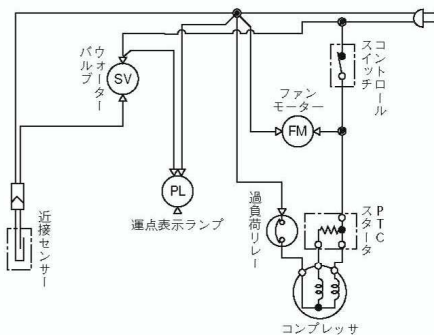 ウォーター
バルブ
SV
コントロール
スイッチ
ファン
モーター
FM
PL
運点表示ランプ
近接センサー
過負荷リレー
PTC
スタータ
コンプレッサ